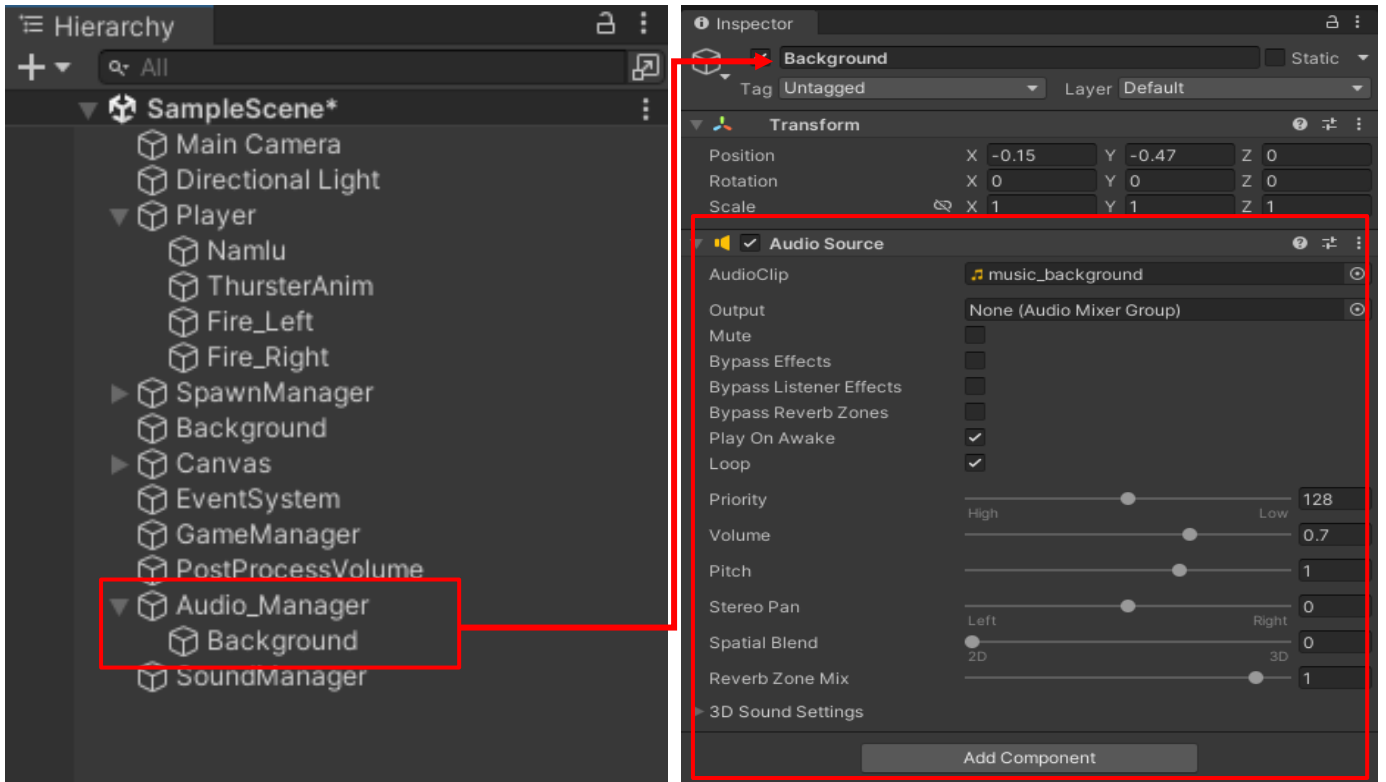 Hierarchy
All
SampleScene*
Main Camera
Directional Light
Player
Namlu
ThursterAnim
Fire_Left
Fire_Right
SpawnManager
Background
Canvas
EventSystem
GameManager
PostProcessVolume
Audio_Manager
Background
SoundManager
Inspector
Background Static
Tag Untagged Layer Default
Transform
Position X -0.15 Y -0.47 Z 0
Rotation X 0 Y 0 Z 0
Scale X 1 Y 1 Z 1
Audio Source
AudioClip music_background
Output None (Audio Mixer Group)
Mute
Bypass Effects
Bypass Listener Effects
Bypass Reverb Zones
Play On Awake
Loop
Priority 128
High Low
Volume 0.7
Pitch 1
Stereo Pan 0
Left Right
Spatial Blend 0
2D 3D
Reverb Zone Mix 1
3D Sound Settings
Add Component